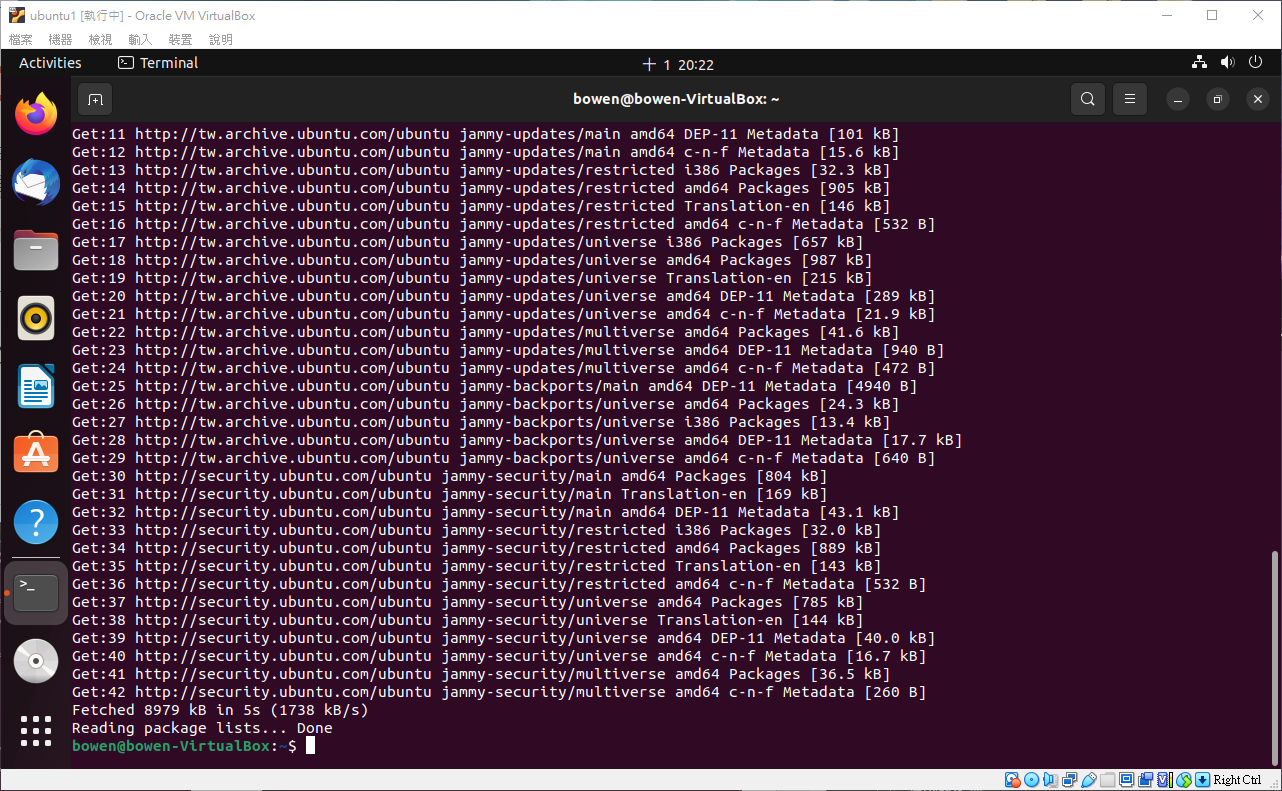 ubuntu1 [執行中] - Oracle VM VirtualBox
檔案 機器 檢視 輸入 裝置 說明
Activities Terminal 十 1 20:22
bowen@bowen-VirtualBox: ~
Get:11 http://tw.archive.ubuntu.com/ubuntu jammy-updates/main amd64 DEP-11 Metadata [101 kB]
Get:12 http://tw.archive.ubuntu.com/ubuntu jammy-updates/main amd64 c-n-f Metadata [15.6 kB]
Get:13 http://tw.archive.ubuntu.com/ubuntu jammy-updates/restricted i386 Packages [32.3 kB]
Get:14 http://tw.archive.ubuntu.com/ubuntu jammy-updates/restricted amd64 Packages [905 kB]
Get:15 http://tw.archive.ubuntu.com/ubuntu jammy-updates/restricted Translation-en [146 kB]
Get:16 http://tw.archive.ubuntu.com/ubuntu jammy-updates/restricted amd64 c-n-f Metadata [532 B]
Get:17 http://tw.archive.ubuntu.com/ubuntu jammy-updates/universe i386 Packages [657 kB]
Get:18 http://tw.archive.ubuntu.com/ubuntu jammy-updates/universe amd64 Packages [987 kB]
Get:19 http://tw.archive.ubuntu.com/ubuntu jammy-updates/universe Translation-en [215 kB]
Get:20 http://tw.archive.ubuntu.com/ubuntu jammy-updates/universe amd64 DEP-11 Metadata [289 kB]
Get:21 http://tw.archive.ubuntu.com/ubuntu jammy-updates/universe amd64 c-n-f Metadata [21.9 kB]
Get:22 http://tw.archive.ubuntu.com/ubuntu jammy-updates/multiverse amd64 Packages [41.6 kB]
Get:23 http://tw.archive.ubuntu.com/ubuntu jammy-updates/multiverse amd64 DEP-11 Metadata [940 B]
Get:24 http://tw.archive.ubuntu.com/ubuntu jammy-updates/multiverse amd64 c-n-f Metadata [472 B]
Get:25 http://tw.archive.ubuntu.com/ubuntu jammy-backports/main amd64 DEP-11 Metadata [4940 B]
Get:26 http://tw.archive.ubuntu.com/ubuntu jammy-backports/universe amd64 Packages [24.3 kB]
Get:27 http://tw.archive.ubuntu.com/ubuntu jammy-backports/universe i386 Packages [13.4 kB]
Get:28 http://tw.archive.ubuntu.com/ubuntu jammy-backports/universe amd64 DEP-11 Metadata [17.7 kB]
Get:29 http://tw.archive.ubuntu.com/ubuntu jammy-backports/universe amd64 c-n-f Metadata [640 B]
Get:30 http://security.ubuntu.com/ubuntu jammy-security/main amd64 Packages [804 kB]
Get:31 http://security.ubuntu.com/ubuntu jammy-security/main Translation-en [169 kB]
Get:32 http://security.ubuntu.com/ubuntu jammy-security/main amd64 DEP-11 Metadata [43.1 kB]
Get:33 http://security.ubuntu.com/ubuntu jammy-security/restricted i386 Packages [32.0 kB]
Get:34 http://security.ubuntu.com/ubuntu jammy-security/restricted amd64 Packages [889 kB]
Get:35 http://security.ubuntu.com/ubuntu jammy-security/restricted Translation-en [143 kB]
Get:36 http://security.ubuntu.com/ubuntu jammy-security/restricted amd64 c-n-f Metadata [532 B]
Get:37 http://security.ubuntu.com/ubuntu jammy-security/universe amd64 Packages [785 kB]
Get:38 http://security.ubuntu.com/ubuntu jammy-security/universe Translation-en [144 kB]
Get:39 http://security.ubuntu.com/ubuntu jammy-security/universe amd64 DEP-11 Metadata [40.0 kB]
Get:40 http://security.ubuntu.com/ubuntu jammy-security/universe amd64 c-n-f Metadata [16.7 kB]
Get:41 http://security.ubuntu.com/ubuntu jammy-security/multiverse amd64 Packages [36.5 kB]
Get:42 http://security.ubuntu.com/ubuntu jammy-security/multiverse amd64 c-n-f Metadata [260 B]
Fetched 8979 kB in 5s (1738 kB/s)
Reading package lists... Done
bowen@bowen-VirtualBox:~$
Right Ctrl